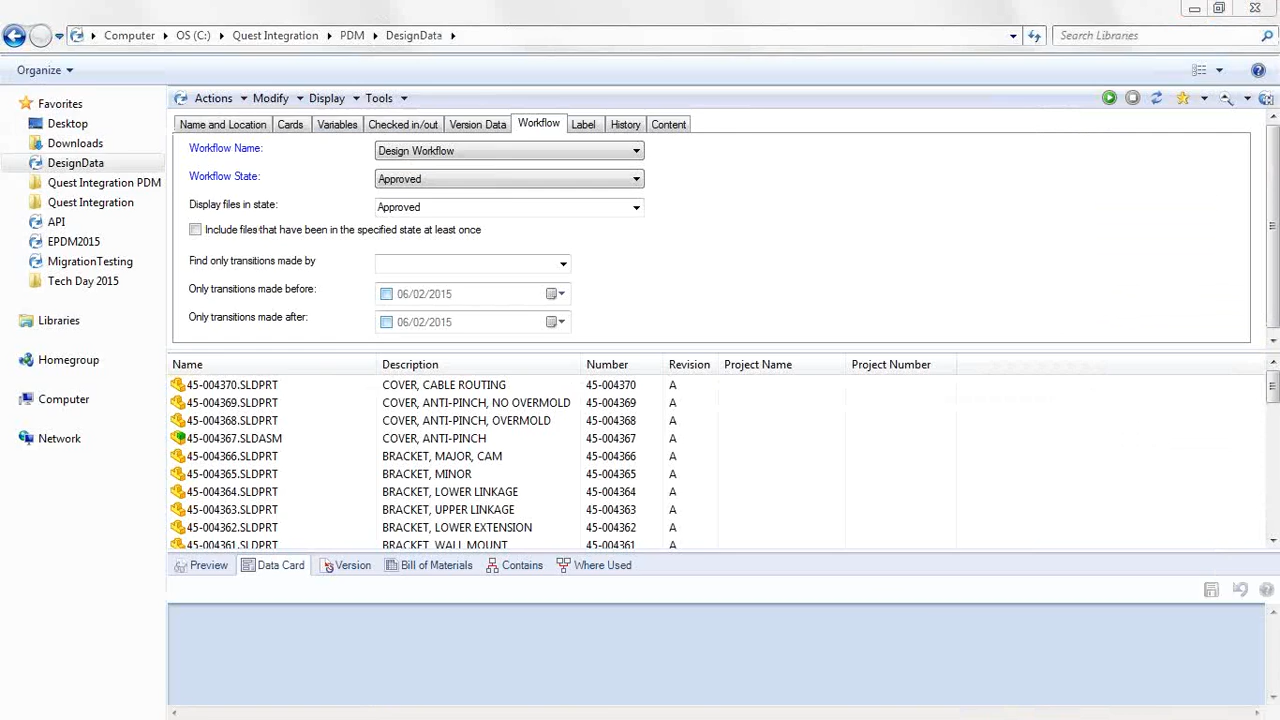 Computer OS (C:) Quest Integration PDM DesignData Search Libraries
Organize
Favorites
Desktop
Downloads
DesignData
Quest Integration PDM
Quest Integration
API
EPDM2015
MigrationTesting
Tech Day 2015
Libraries
Homegroup
Computer
Network
Actions Modify Display Tools
Name and Location Cards Variables Checked in/out Version Data Workflow Label History Content
Workflow Name: Design Workflow
Workflow State: Approved
Display files in state: Approved
Include files that have been in the specified state at least once
Find only transitions made by
Only transitions made before: 06/02/2015
Only transitions made after: 06/02/2015
Name Description Number Revision Project Name Project Number
45-004370.SLDPRT COVER, CABLE ROUTING 45-004370 A
45-004369.SLDPRT COVER, ANTI-PINCH, NO OVERMOLD 45-004369 A
45-004368.SLDPRT COVER, ANTI-PINCH, OVERMOLD 45-004368 A
45-004367.SLDASM COVER, ANTI-PINCH 45-004367 A
45-004366.SLDPRT BRACKET, MAJOR, CAM 45-004366 A
45-004365.SLDPRT BRACKET, MINOR 45-004365 A
45-004364.SLDPRT BRACKET, LOWER LINKAGE 45-004364 A
45-004363.SLDPRT BRACKET, UPPER LINKAGE 45-004363 A
45-004362.SLDPRT BRACKET, LOWER EXTENSION 45-004362 A
45-004361.SLDPRT BRACKET, WALL MOUNT 45-004361 A
Preview Data Card Version Bill of Materials Contains Where Used